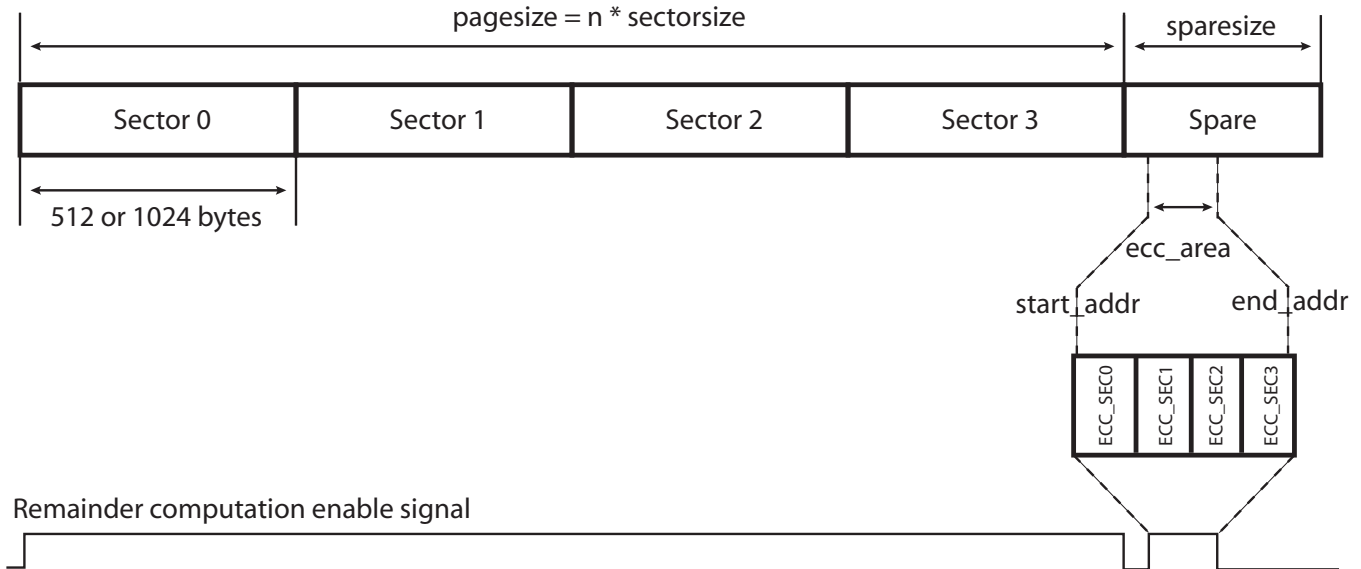 pagesize = n * sectorsize
sparesize
Sector 0
Sector 1
Sector 2
Sector 3
Spare
512 or 1024 bytes
ecc_area
start_addr
end_addr
ECC_SEC0
ECC_SEC1
ECC_SEC2
ECC_SEC3
Remainder computation enable signal